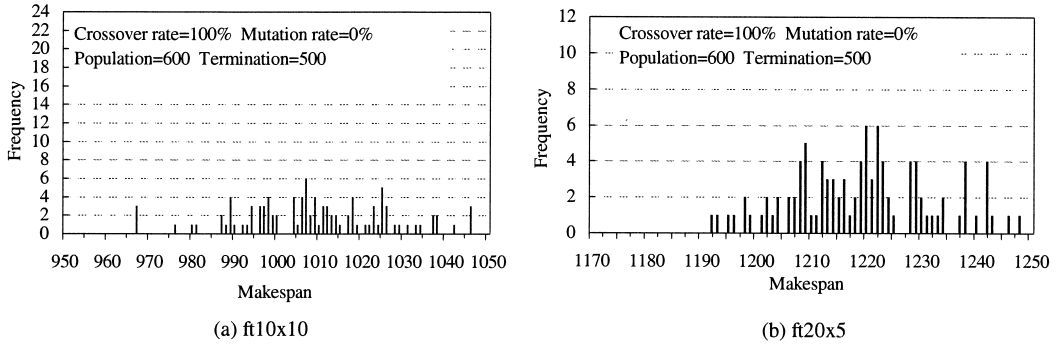 24
22
20
18
16
14
12
10
8
6
4
2
0
Frequency
Crossover rate=100% Mutation rate=0%
Population=600 Termination=500
950 960 970 980 990 1000 1010 1020 1030 1040 1050
Makespan
(a) ft10x10
12
10
8
6
4
2
0
Frequency
Crossover rate=100% Mutation rate=0%
Population=600 Termination=500
1170 1180 1190 1200 1210 1220 1230 1240 1250
Makespan
(b) ft20x5